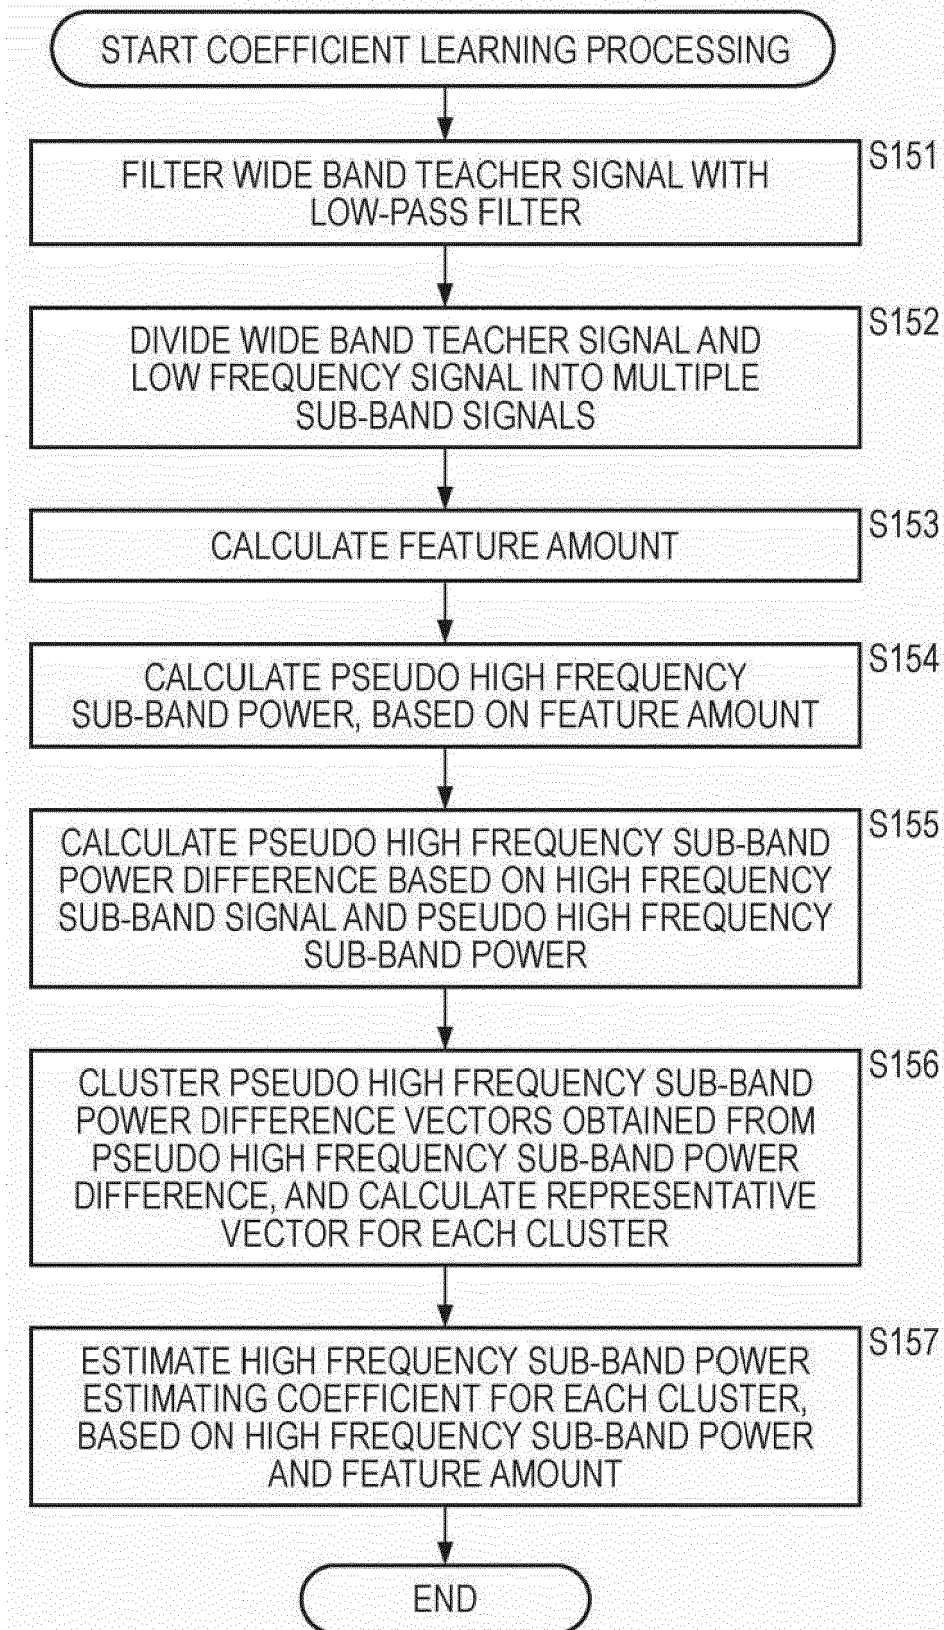 START COEFFICIENT LEARNING PROCESSING
S151
FILTER WIDE BAND TEACHER SIGNAL WITH
LOW-PASS FILTER
S152
DIVIDE WIDE BAND TEACHER SIGNAL AND
LOW FREQUENCY SIGNAL INTO MULTIPLE
SUB-BAND SIGNALS
S153
CALCULATE FEATURE AMOUNT
S154
CALCULATE PSEUDO HIGH FREQUENCY
SUB-BAND POWER, BASED ON FEATURE AMOUNT
S155
CALCULATE PSEUDO HIGH FREQUENCY SUB-BAND
POWER DIFFERENCE BASED ON HIGH FREQUENCY
SUB-BAND SIGNAL AND PSEUDO HIGH FREQUENCY
SUB-BAND POWER
S156
CLUSTER PSEUDO HIGH FREQUENCY SUB-BAND
POWER DIFFERENCE VECTORS OBTAINED FROM
PSEUDO HIGH FREQUENCY SUB-BAND POWER
DIFFERENCE, AND CALCULATE REPRESENTATIVE
VECTOR FOR EACH CLUSTER
S157
ESTIMATE HIGH FREQUENCY SUB-BAND POWER
ESTIMATING COEFFICIENT FOR EACH CLUSTER,
BASED ON HIGH FREQUENCY SUB-BAND POWER
AND FEATURE AMOUNT
END